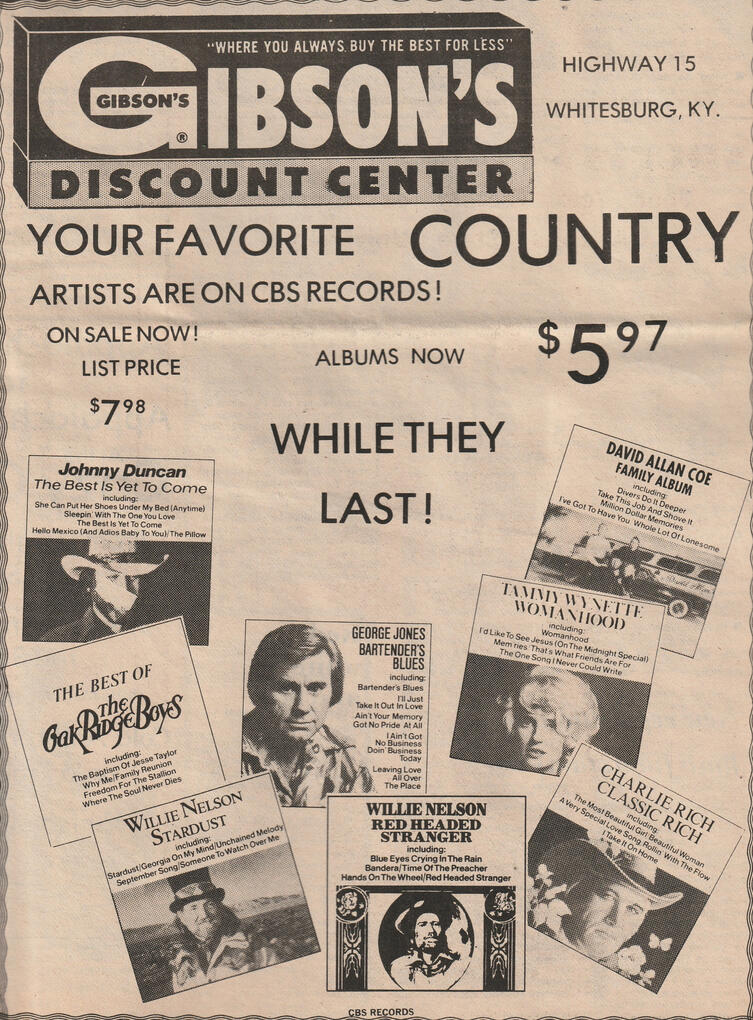 "WHERE YOU ALWAYS BUY THE BEST FOR LESS"
GIBSON'S
GIBSON'S
®
DISCOUNT CENTER
HIGHWAY 15
WHITESBURG, KY.
YOUR FAVORITE COUNTRY
ARTISTS ARE ON CBS RECORDS!
ON SALE NOW!
LIST PRICE
$7 98
ALBUMS NOW
$5 97
WHILE THEY
LAST!
Johnny Duncan
The Best Is Yet To Come
including:
She Can Put Her Shoes Under My Bed (Anytime)
Sleepin' With The One You Love
The Best Is Yet To Come
Hello Mexico (And Adios Baby To You)/The Pillow
DAVID ALLAN COE
FAMILY ALBUM
including:
Divers Do It Deeper
Take This Job And Shove It
Million Dollar Memories
I've Got To Have You Whole Lot Of Lonesome
TAMMY WYNETTE
WOMANHOOD
including:
Womanhood
I'd Like To See Jesus (On The Midnight Special)
Mem'ries That's What Friends Are For
The One Song I Never Could Write
THE BEST OF
the
Oak Ridge Boys
including:
The Baptism Of Jesse Taylor
Why Me/Family Reunion
Freedom For The Stallion
Where The Soul Never Dies
GEORGE JONES
BARTENDER'S
BLUES
including:
Bartender's Blues
I'll Just
Take It Out In Love
Ain't Your Memory
Got No Pride At All
I Ain't Got
No Business
Doin' Business
Today
Leaving Love
All Over
The Place
WILLIE NELSON
STARDUST
including:
Stardust/Georgia On My Mind/Unchained Melody
September Song/Someone To Watch Over Me
WILLIE NELSON
RED HEADED
STRANGER
including:
Blue Eyes Crying In The Rain
Bandera/Time Of The Preacher
Hands On The Wheel/Red Headed Stranger
CHARLIE RICH
CLASSIC RICH
including:
The Most Beautiful Girl Beautiful Woman
A Very Special Love Song Rollin' With The Flow
I Take It On Home
CBS RECORDS